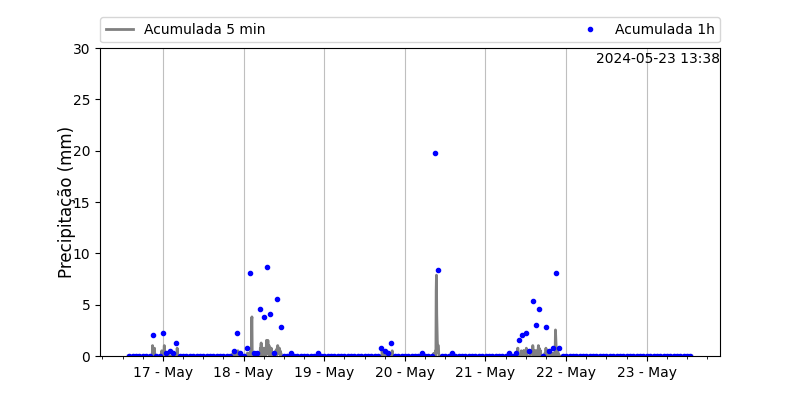 Acumulada 5 min
Acumulada 1h
2024-05-23 13:38
Precipitação (mm)
30
25
20
15
10
5
0
17 - May
18 - May
19 - May
20 - May
21 - May
22 - May
23 - May